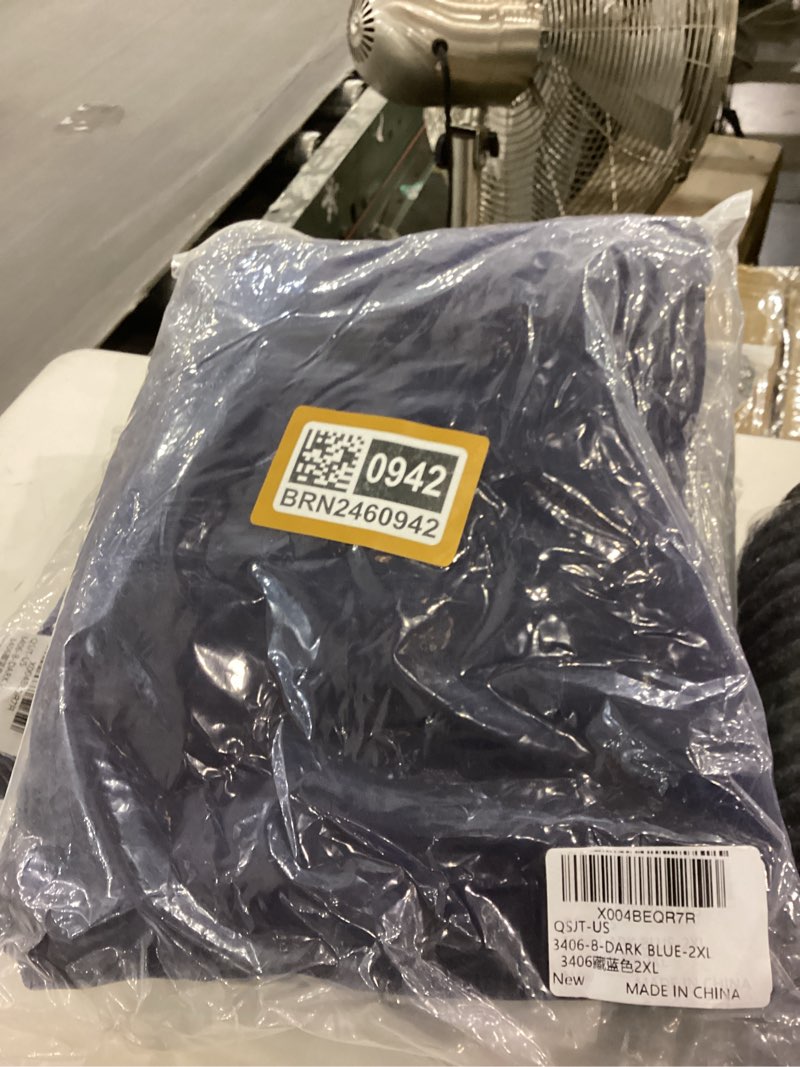 0942
BRN2460942
X004BEQR7R
QSJT-US
3406-8-DARK BLUE-2XL
3406藏蓝色2XL
New
MADE IN CHINA